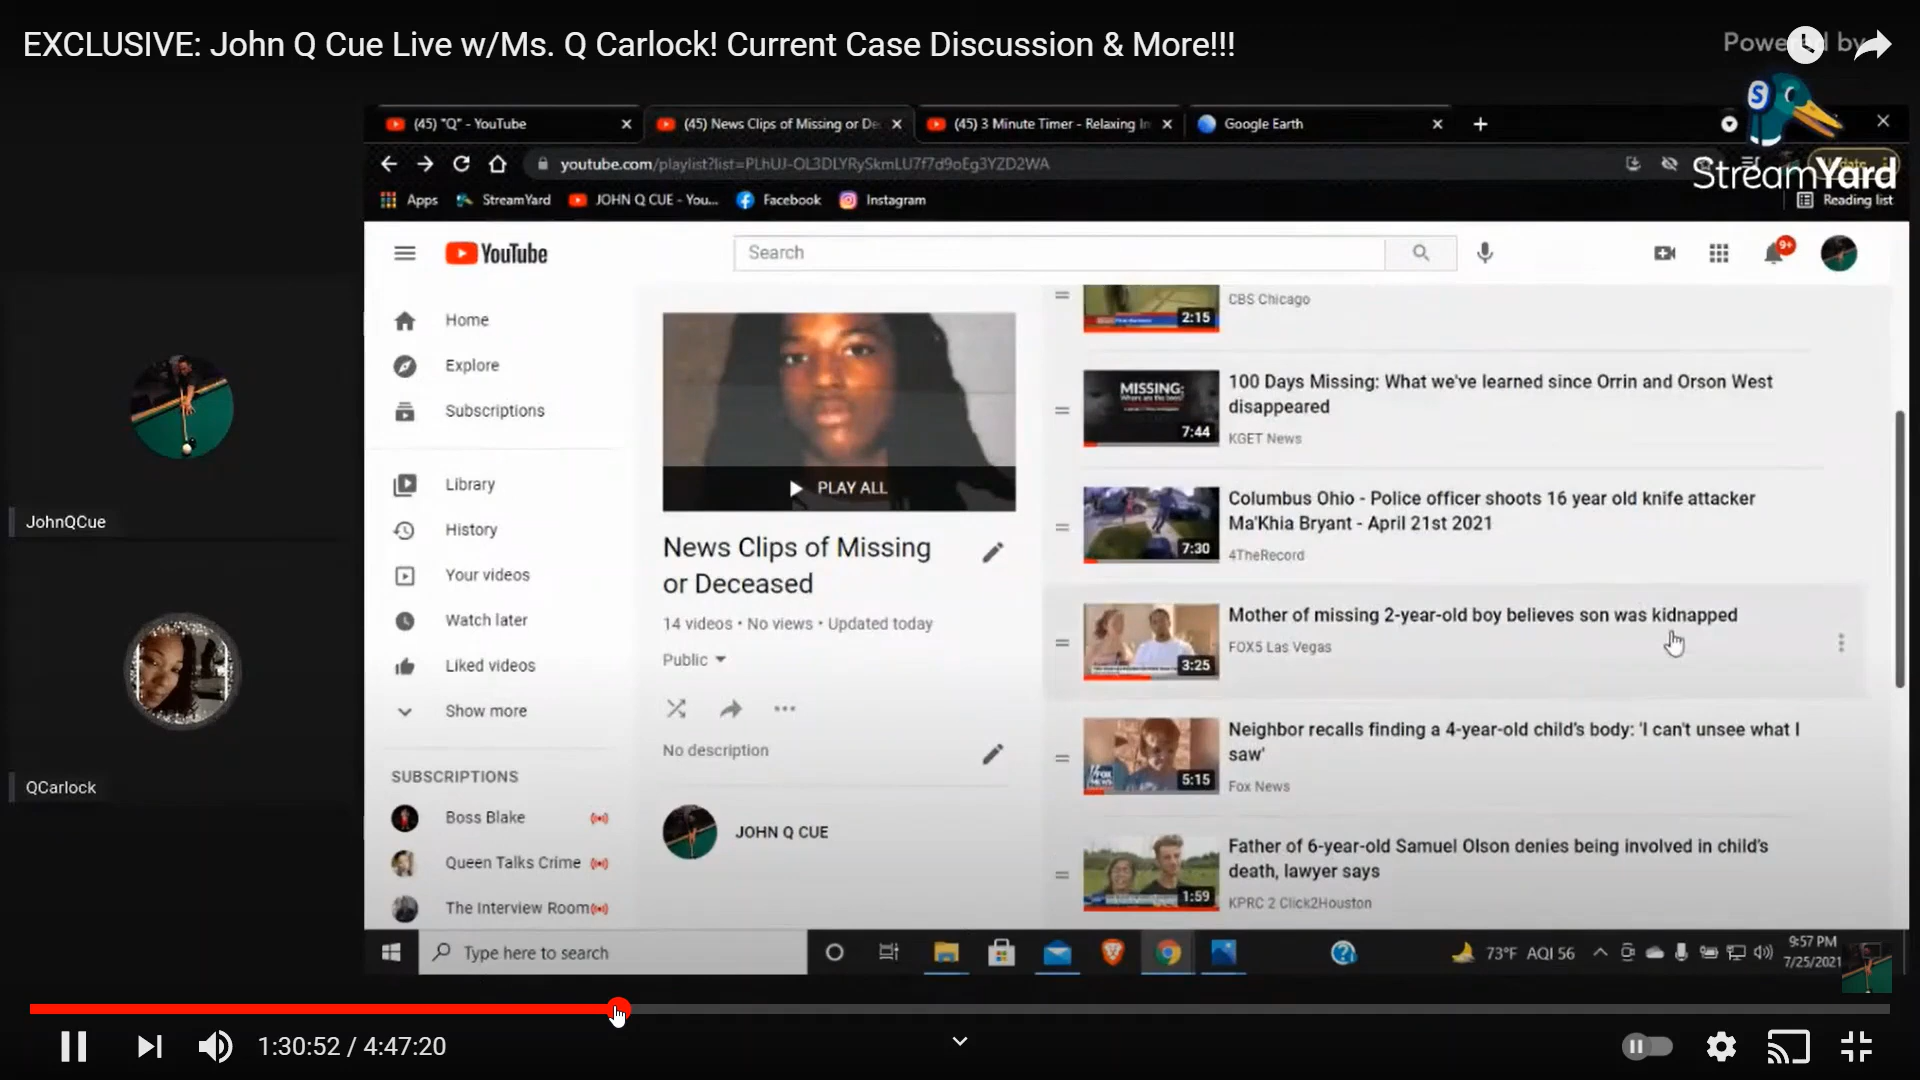 EXCLUSIVE: John Q Cue Live w/Ms. Q Carlock! Current Case Discussion & More!!!
Powered by
StreamYard
(45) "Q" - YouTube
(45) News Clips of Missing or De
(45) 3 Minute Timer - Relaxing In
Google Earth
youtube.com/playlist?list=PLhUJ-OL3DLYRySkmLU7f7d9oEg3YZD2WA
Apps
StreamYard
JOHN Q CUE - You...
Facebook
Instagram
Reading list
YouTube
Search
9+
Home
Explore
Subscriptions
Library
History
Your videos
Watch later
Liked videos
Show more
SUBSCRIPTIONS
Boss Blake
Queen Talks Crime
The Interview Room
JohnQCue
QCarlock
PLAY ALL
News Clips of Missing
or Deceased
14 videos • No views • Updated today
Public
No description
JOHN Q CUE
CBS Chicago
2:15
MISSING:
100 Days Missing: What we've learned since Orrin and Orson West
disappeared
KGET News
7:44
Columbus Ohio - Police officer shoots 16 year old knife attacker
Ma'Khia Bryant - April 21st 2021
4TheRecord
7:30
Mother of missing 2-year-old boy believes son was kidnapped
FOX5 Las Vegas
3:25
Neighbor recalls finding a 4-year-old child's body: 'I can't unsee what I
saw'
Fox News
5:15
Father of 6-year-old Samuel Olson denies being involved in child's
death, lawyer says
KPRC 2 Click2Houston
1:59
Type here to search
73°F AQI 56
9:57 PM
7/25/2021
1:30:52 / 4:47:20